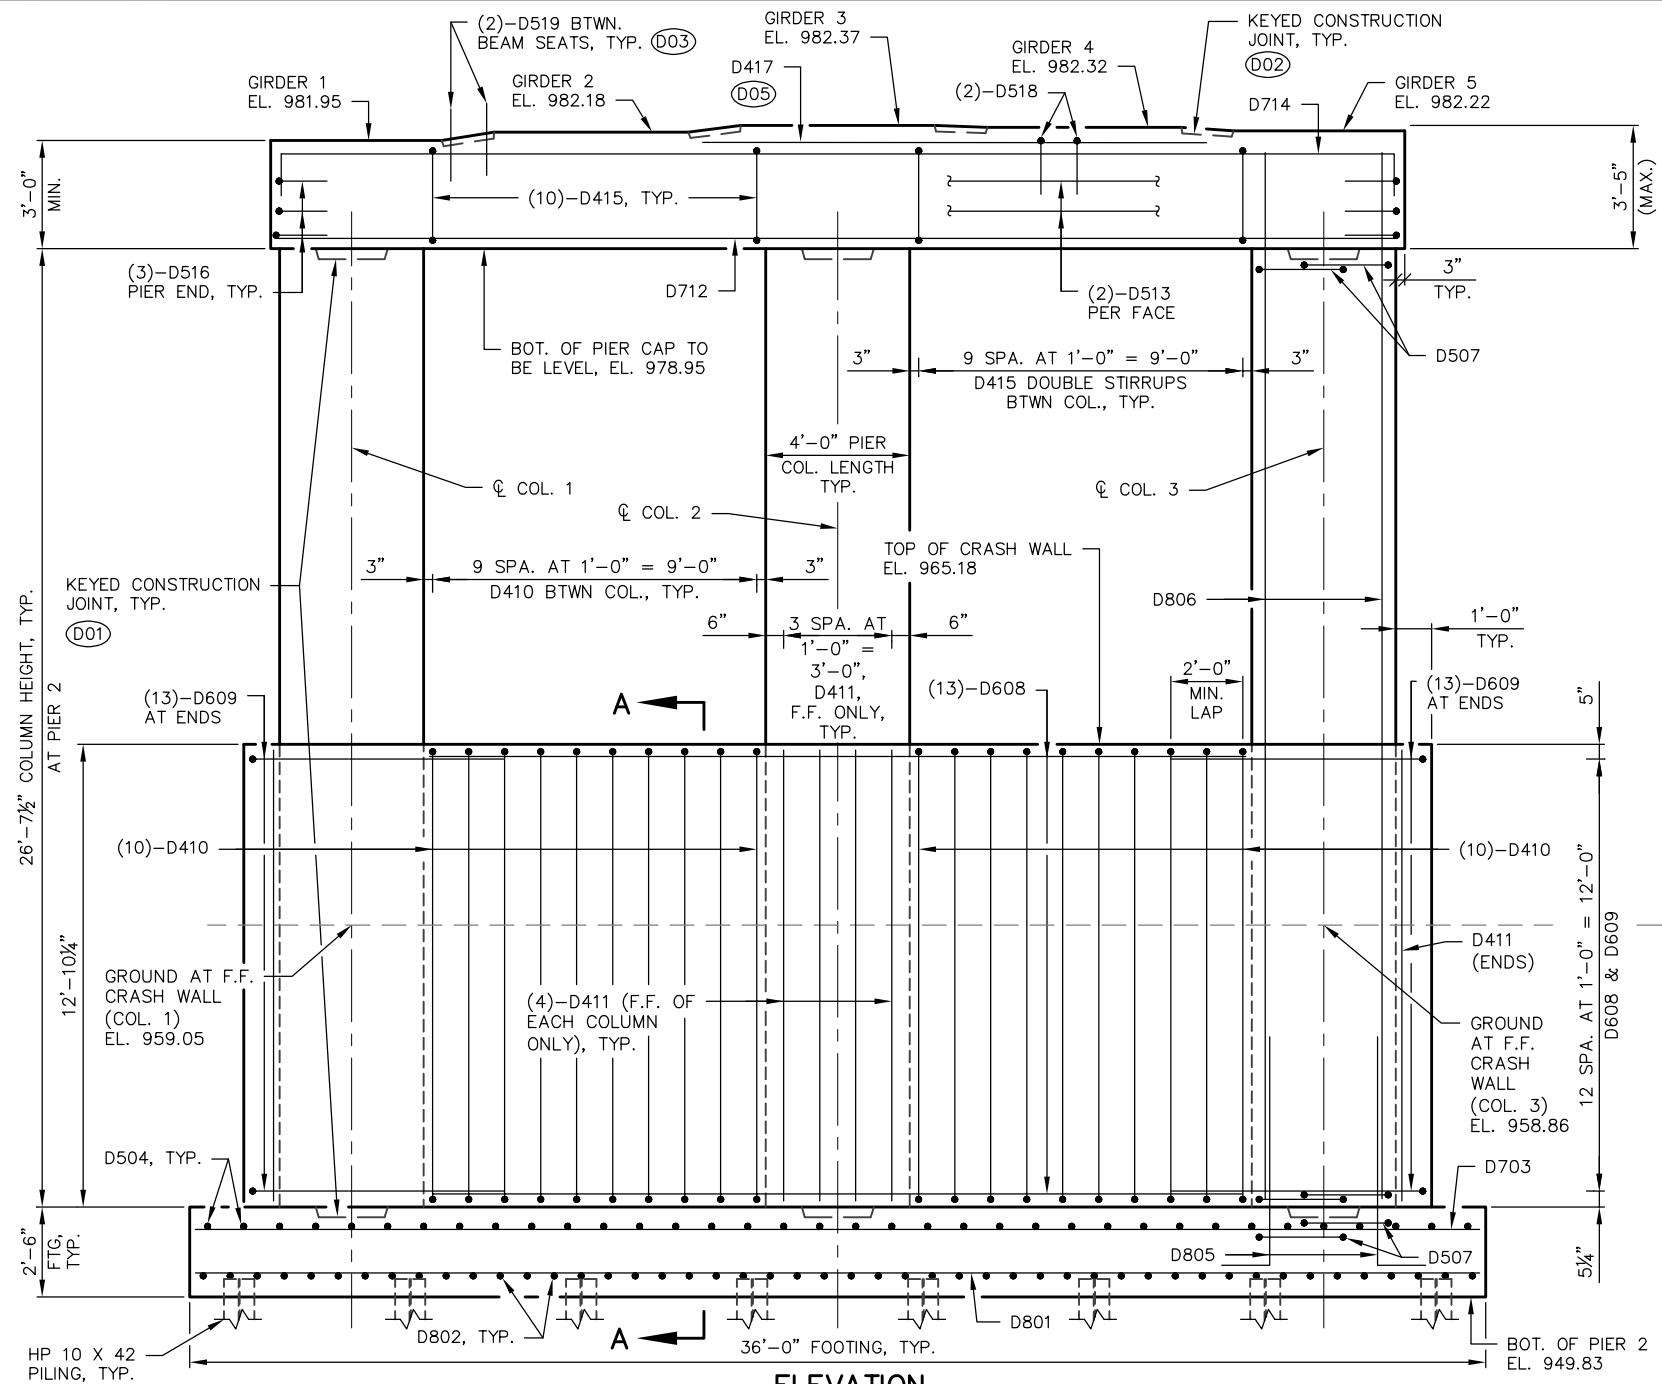 (2)-D519 BTWN.
BEAM SEATS, TYP.
D03
GIRDER 3
EL. 982.37
KEYED CONSTRUCTION
JOINT, TYP.
D02
GIRDER 1
EL. 981.95
GIRDER 2
EL. 982.18
D417
D05
GIRDER 4
EL. 982.32
(2)-D518
D714
GIRDER 5
EL. 982.22
3'-0"
MIN.
(10)-D415, TYP.
3'-5"
(MAX.)
(3)-D516
PIER END, TYP.
D712
(2)-D513
PER FACE
3"
TYP.
BOT. OF PIER CAP TO
BE LEVEL, EL. 978.95
3"
9 SPA. AT 1'-0" = 9'-0"
D415 DOUBLE STIRRUPS
BTWN COL., TYP.
3"
D507
4'-0" PIER
COL. LENGTH
TYP.
℄ COL. 1
℄ COL. 2
℄ COL. 3
TOP OF CRASH WALL
EL. 965.18
KEYED CONSTRUCTION
JOINT, TYP.
D01
3"
9 SPA. AT 1'-0" = 9'-0"
D410 BTWN COL., TYP.
3"
D806
6"
3 SPA. AT
1'-0" =
3'-0",
D411,
F.F. ONLY,
TYP.
6"
1'-0"
TYP.
26'-7½" COLUMN HEIGHT, TYP.
AT PIER 2
(13)-D609
AT ENDS
A
(13)-D608
2'-0"
MIN.
LAP
(13)-D609
AT ENDS
5"
(10)-D410
(10)-D410
12'-10¼"
GROUND AT F.F.
CRASH WALL
(COL. 1)
EL. 959.05
(4)-D411 (F.F. OF
EACH COLUMN
ONLY), TYP.
D411
(ENDS)
12 SPA. AT 1'-0" = 12'-0"
D608 & D609
GROUND
AT F.F.
CRASH
WALL
(COL. 3)
EL. 958.86
D504, TYP.
D703
2'-6"
FTG,
TYP.
D805
D507
5¼"
D802, TYP.
A
D801
36'-0" FOOTING, TYP.
HP 10 X 42
PILING, TYP.
BOT. OF PIER 2
EL. 949.83
ELEVATION